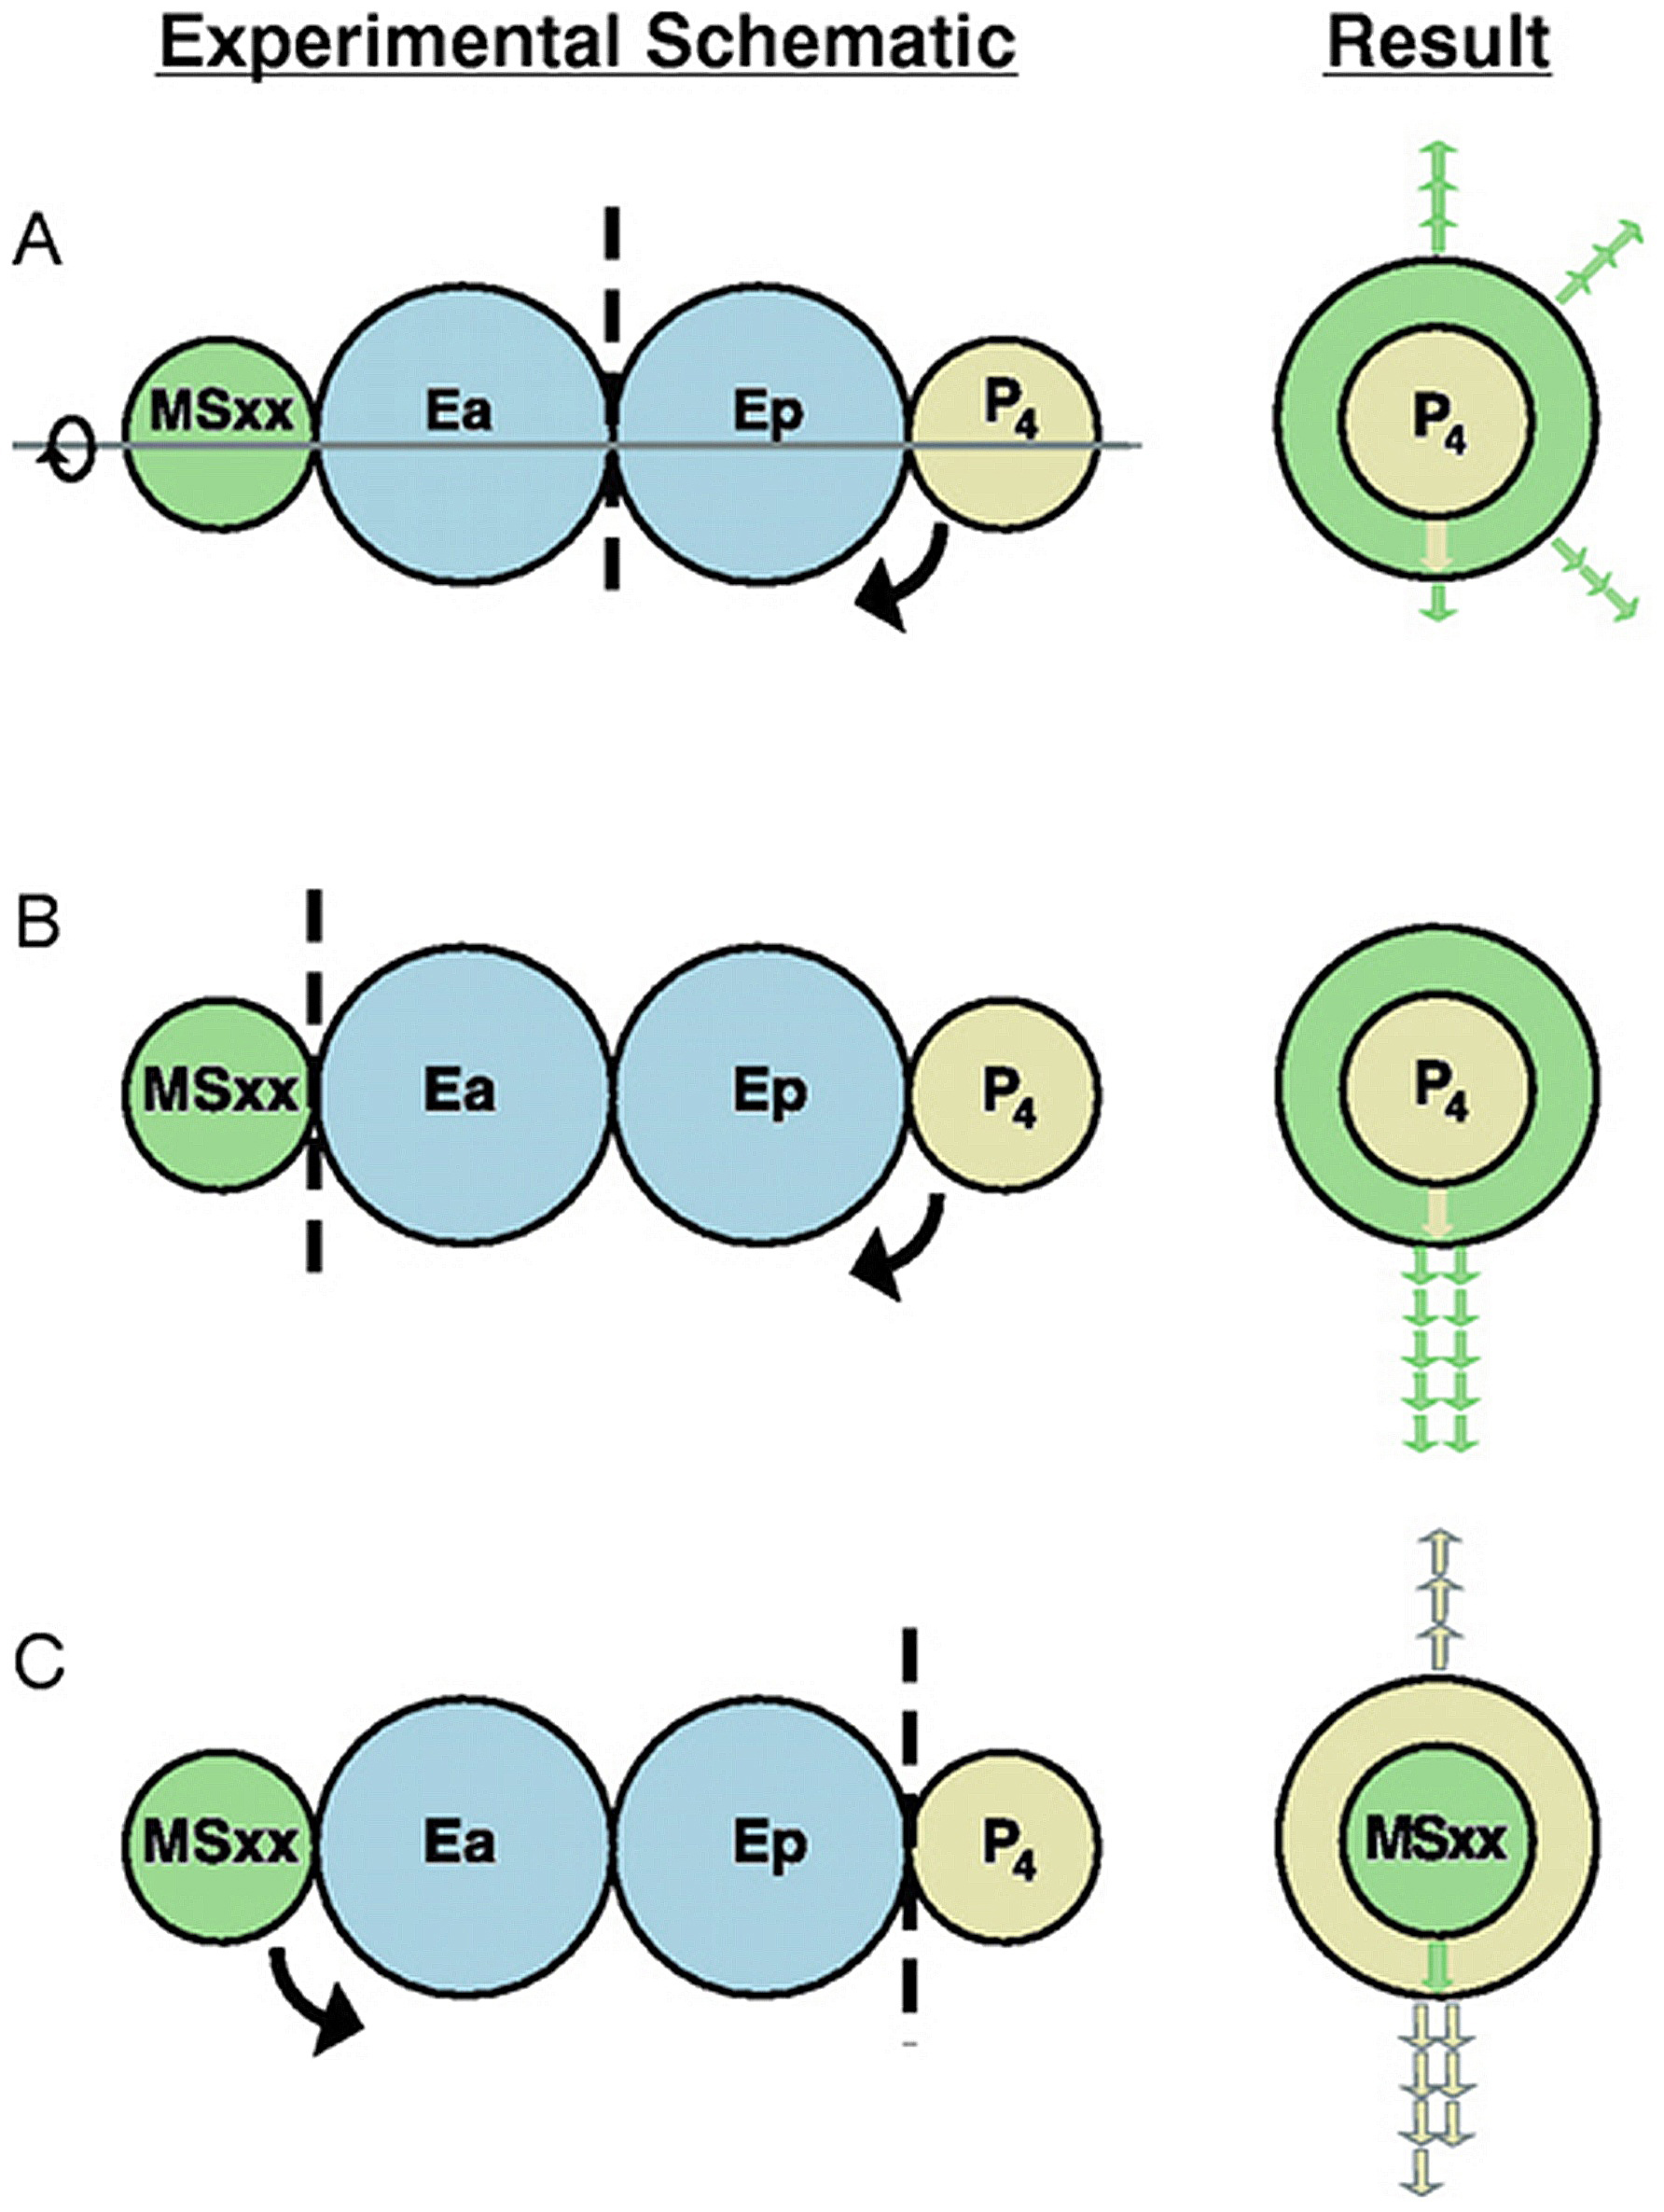 Experimental Schematic Result
A
MSxx Ea Ep P4 P4
B
MSxx Ea Ep P4 P4
C
MSxx Ea Ep P4 MSxx